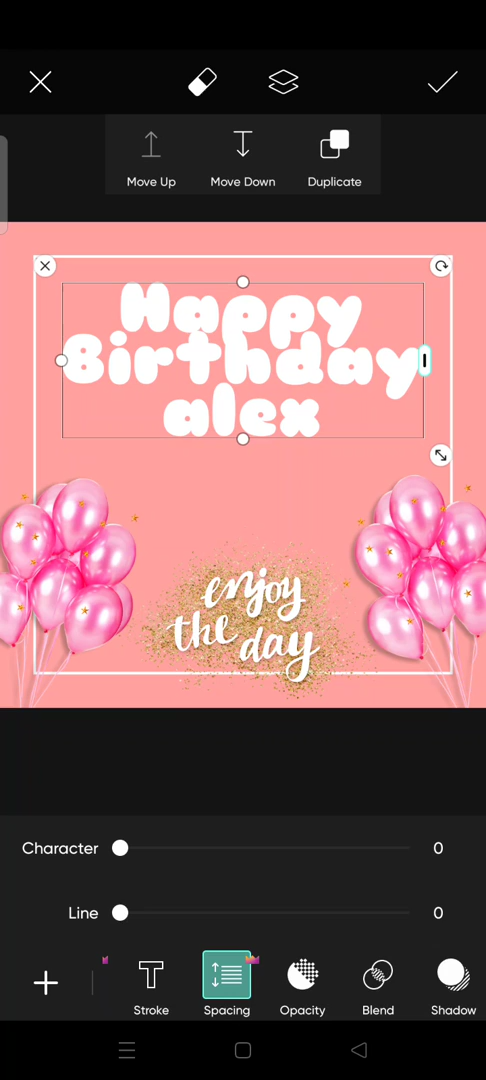 Move Up
Move Down
Duplicate
Happy
Birthday
alex
enjoy
the day
Character 0
Line 0
Stroke
Spacing
Opacity
Blend
Shadow